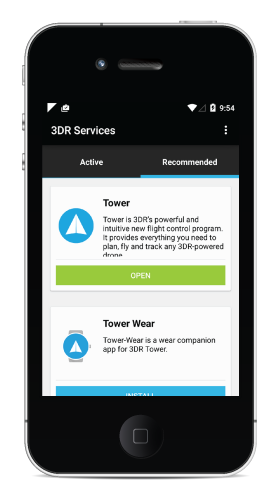 9:54
3DR Services
Active Recommended
Tower
Tower is 3DR's powerful and
intuitive new flight control program.
It provides everything you need to
plan, fly and track any 3DR-powered
drone
OPEN
Tower Wear
Tower-Wear is a wear companion
app for 3DR Tower.
INSTALL